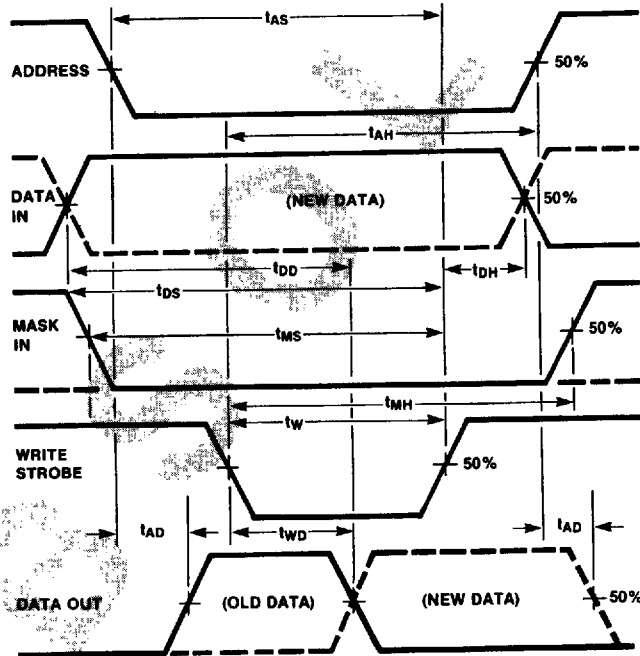 tAS
ADDRESS
50%
tAH
DATA
IN
(NEW DATA)
50%
tDD
tDH
tDS
MASK
IN
tMS
50%
tMH
tW
WRITE
STROBE
50%
tAD
tWD
tAD
DATA OUT
(OLD DATA)
(NEW DATA)
50%